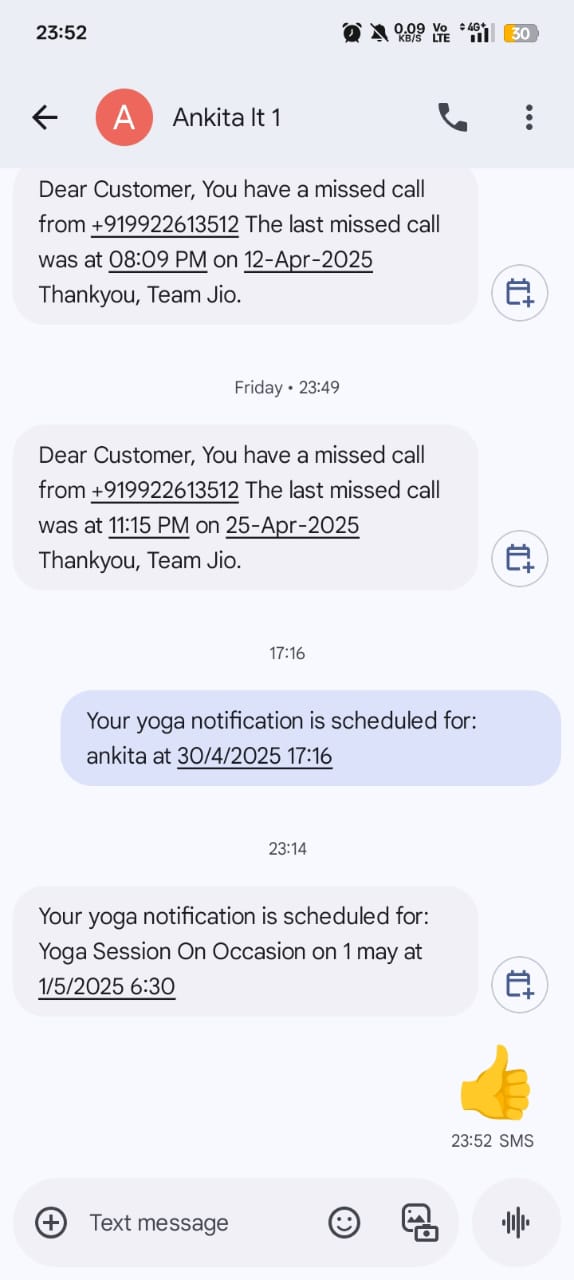 23:52
0.09 KB/S
Vo LTE
4G+
30
A
Ankita It 1
Dear Customer, You have a missed call
from +919922613512 The last missed call
was at 08:09 PM on 12-Apr-2025
Thankyou, Team Jio.
Friday • 23:49
Dear Customer, You have a missed call
from +919922613512 The last missed call
was at 11:15 PM on 25-Apr-2025
Thankyou, Team Jio.
17:16
Your yoga notification is scheduled for:
ankita at 30/4/2025 17:16
23:14
Your yoga notification is scheduled for:
Yoga Session On Occasion on 1 may at
1/5/2025 6:30
23:52 SMS
Text message